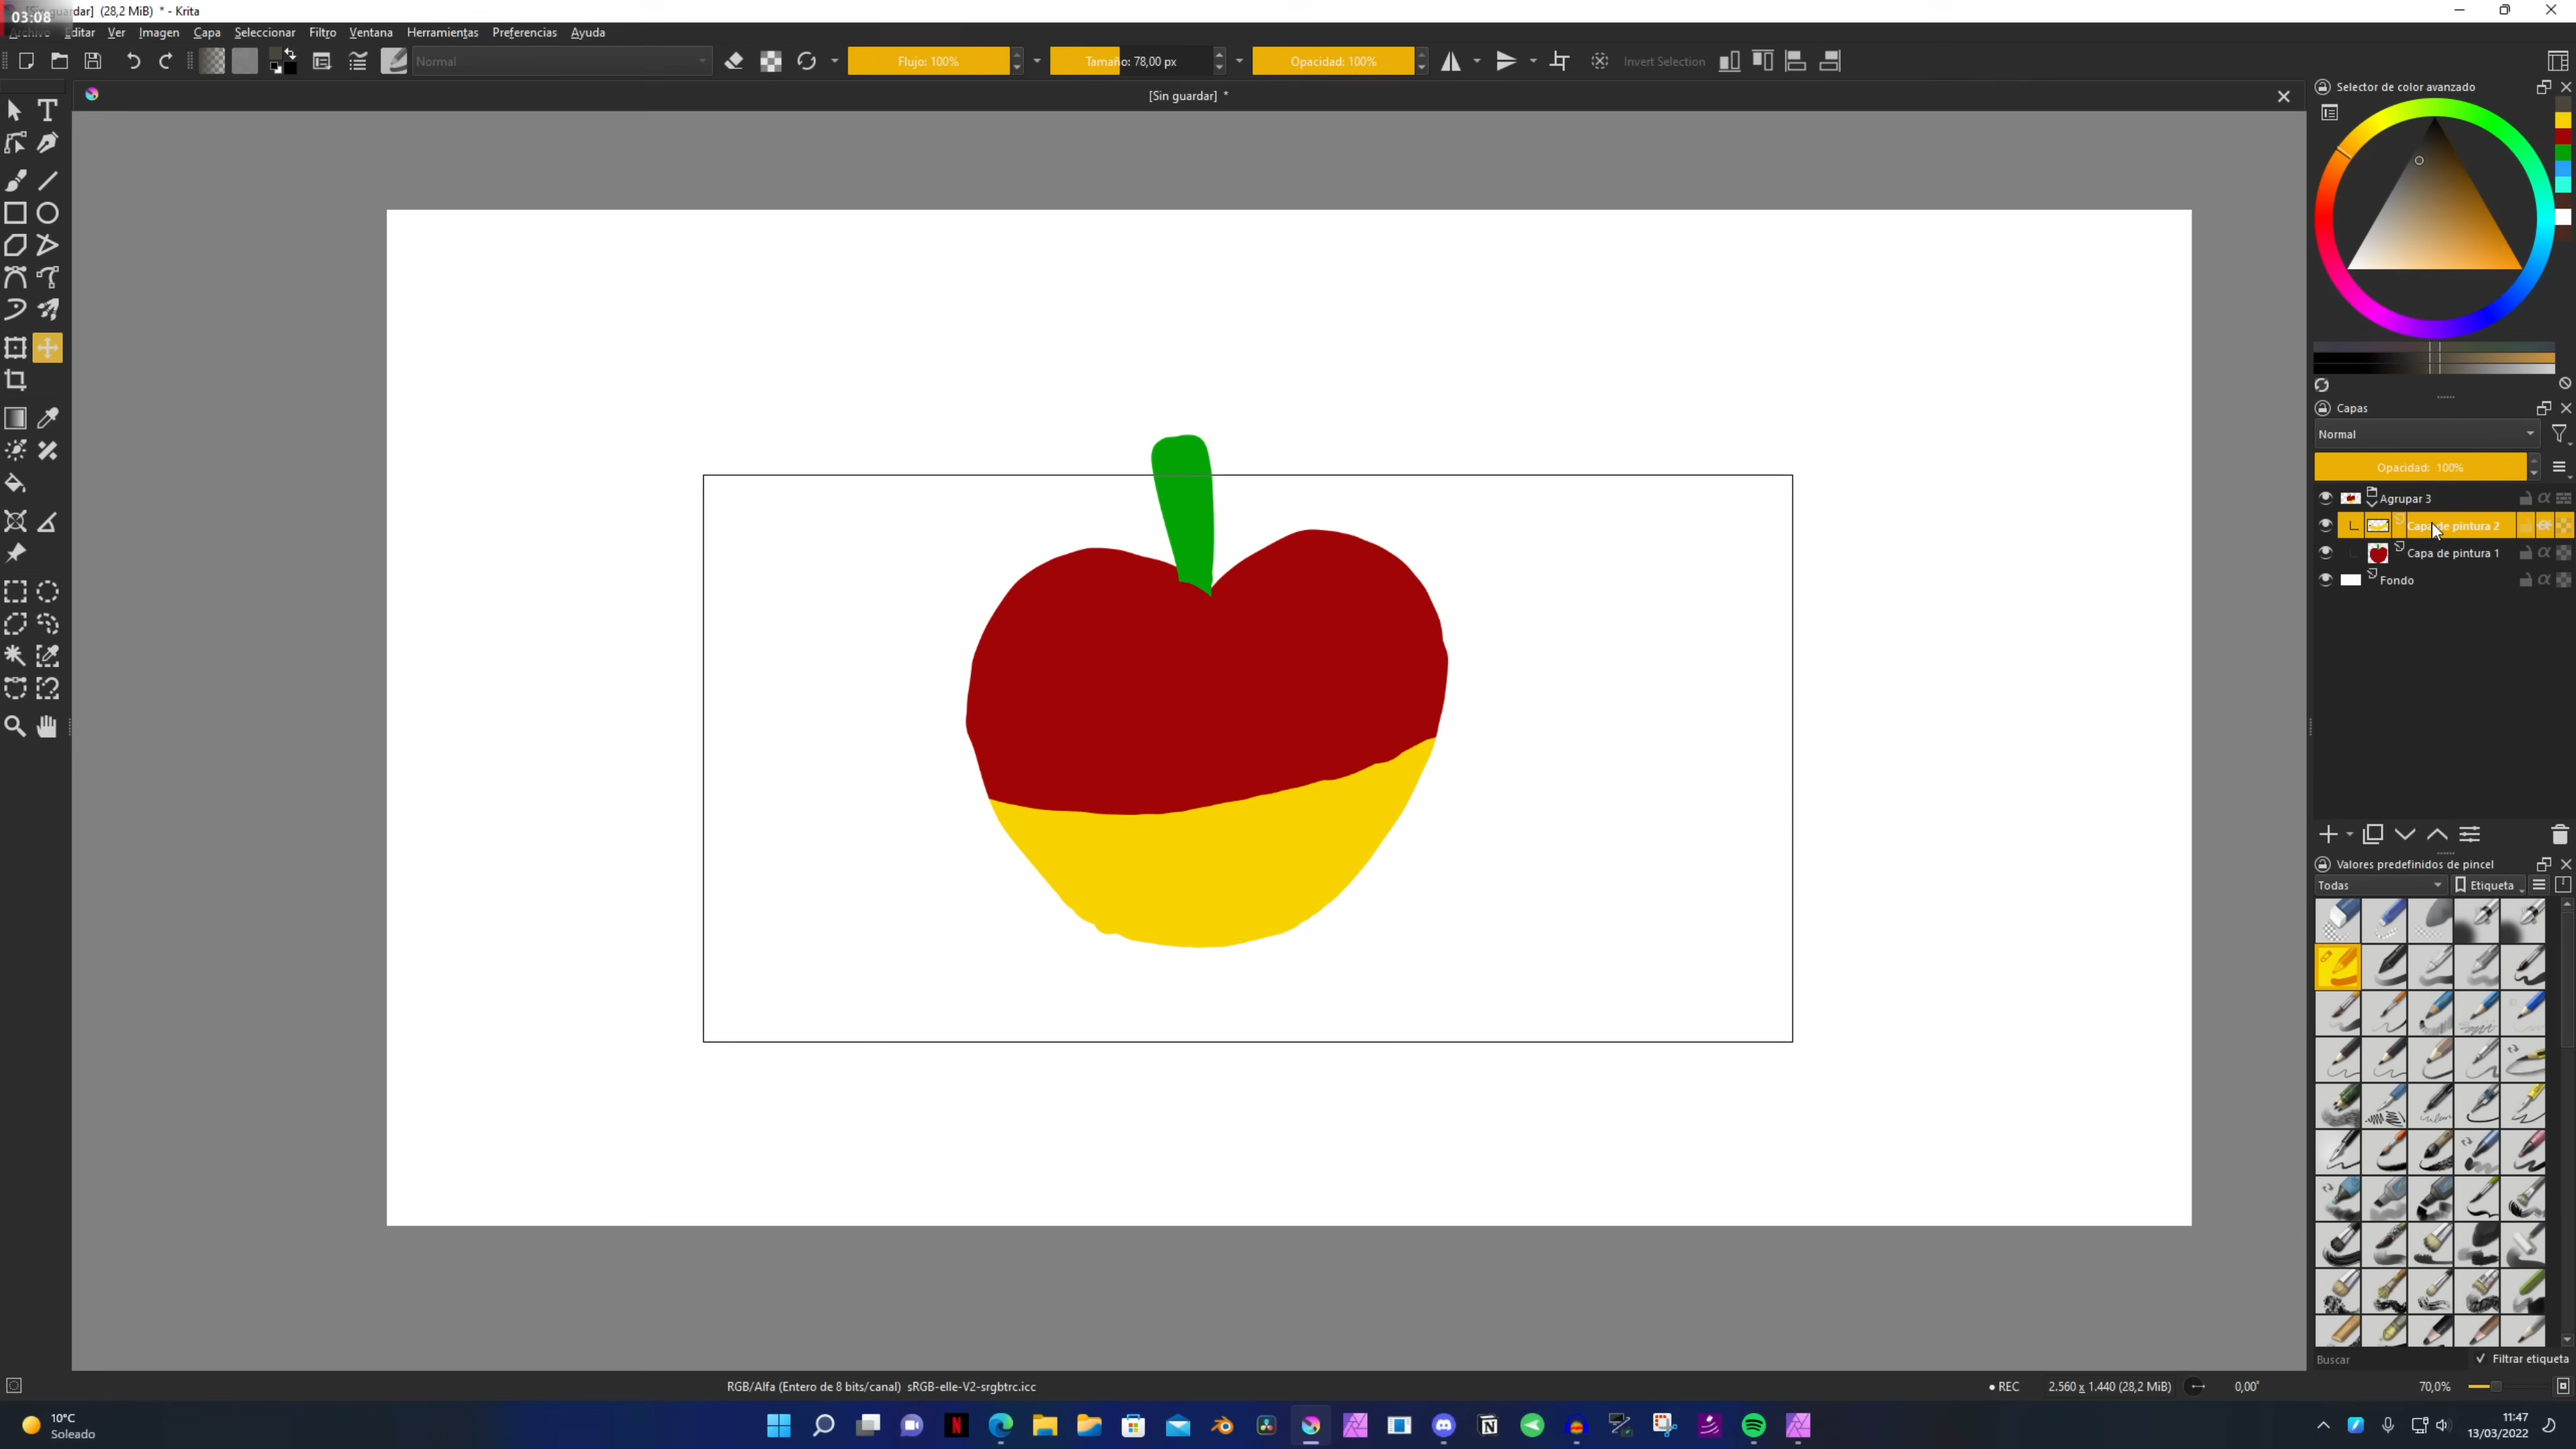 03:08
dar] (28,2 MiB) * - Krita
Archivo Editar Ver Imagen Capa Seleccionar Filtro Ventana Herramientas Preferencias Ayuda
Normal
Flujo: 100%
Tamaño: 78,00 px
Opacidad: 100%
Invert Selection
[Sin guardar] *
Selector de color avanzado
Capas
Normal
Opacidad: 100%
Agrupar 3
Capa de pintura 2
Capa de pintura 1
Fondo
Valores predefinidos de pincel
Todas
Etiqueta
Buscar
Filtrar etiqueta
RGB/Alfa (Entero de 8 bits/canal) sRGB-elle-V2-srgbtrc.icc
REC
2.560 x 1.440 (28,2 MiB)
0,00°
70,0%
10°C
Soleado
11:47
13/03/2022